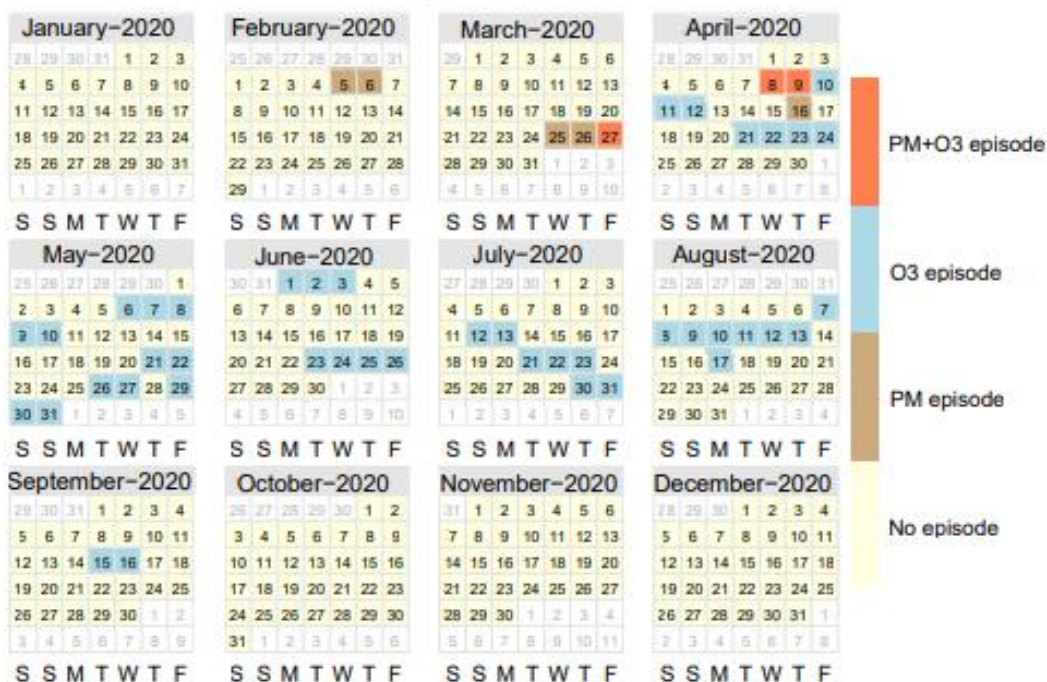 January-2020
28 29 30 31 1 2 3
4 5 6 7 8 9 10
11 12 13 14 15 16 17
18 19 20 21 22 23 24
25 26 27 28 29 30 31
1 2 3 4 5 6 7
S S M T W T F
February-2020
25 26 27 28 29 30 31
1 2 3 4 5 6 7
8 9 10 11 12 13 14
15 16 17 18 19 20 21
22 23 24 25 26 27 28
29 1 2 3 4 5 6
S S M T W T F
March-2020
29 1 2 3 4 5 6
7 8 9 10 11 12 13
14 15 16 17 18 19 20
21 22 23 24 25 26 27
28 29 30 31 1 2 3
4 5 6 7 8 9 10
S S M T W T F
April-2020
28 29 30 31 1 2 3
4 5 6 7 8 9 10
11 12 13 14 15 16 17
18 19 20 21 22 23 24
25 26 27 28 29 30 1
2 3 4 5 6 7 8
S S M T W T F
May-2020
25 26 27 28 29 30 1
2 3 4 5 6 7 8
9 10 11 12 13 14 15
16 17 18 19 20 21 22
23 24 25 26 27 28 29
30 31 1 2 3 4 5
S S M T W T F
June-2020
30 31 1 2 3 4 5
6 7 8 9 10 11 12
13 14 15 16 17 18 19
20 21 22 23 24 25 26
27 28 29 30 1 2 3
4 5 6 7 8 9 10
S S M T W T F
July-2020
27 28 29 30 1 2 3
4 5 6 7 8 9 10
11 12 13 14 15 16 17
18 19 20 21 22 23 24
25 26 27 28 29 30 31
1 2 3 4 5 6 7
S S M T W T F
August-2020
25 26 27 28 29 30 31
1 2 3 4 5 6 7
8 9 10 11 12 13 14
15 16 17 18 19 20 21
22 23 24 25 26 27 28
29 30 31 1 2 3 4
S S M T W T F
September-2020
29 30 31 1 2 3 4
5 6 7 8 9 10 11
12 13 14 15 16 17 18
19 20 21 22 23 24 25
26 27 28 29 30 1 2
3 4 5 6 7 8 9
S S M T W T F
October-2020
26 27 28 29 30 1 2
3 4 5 6 7 8 9
10 11 12 13 14 15 16
17 18 19 20 21 22 23
24 25 26 27 28 29 30
31 1 2 3 4 5 6
S S M T W T F
November-2020
31 1 2 3 4 5 6
7 8 9 10 11 12 13
14 15 16 17 18 19 20
21 22 23 24 25 26 27
28 29 30 1 2 3 4
5 6 7 8 9 10 11
S S M T W T F
December-2020
28 29 30 1 2 3 4
5 6 7 8 9 10 11
12 13 14 15 16 17 18
19 20 21 22 23 24 25
26 27 28 29 30 31 1
2 3 4 5 6 7 8
S S M T W T F
PM+O3 episode
O3 episode
PM episode
No episode